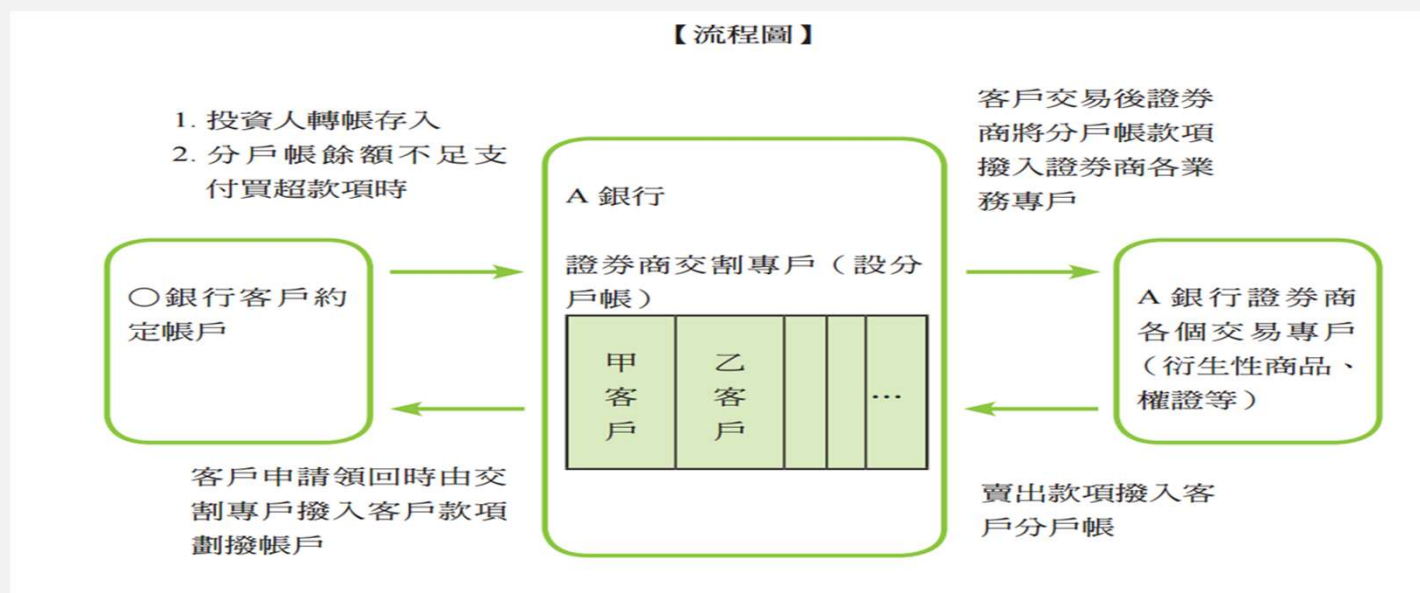 【流程圖】
1. 投資人轉帳存入
2. 分戶帳餘額不足支
付買超款項時
客戶交易後證券
商將分戶帳款項
撥入證券商各業
務專戶
○銀行客戶約
定帳戶
A 銀行
證券商交割專戶（設分
戶帳）
甲客戶
乙客戶
…
A 銀行證券商
各個交易專戶
（衍生性商品、
權證等）
客戶申請領回時由交
割專戶撥入客戶款項
劃撥帳戶
賣出款項撥入客
戶分戶帳